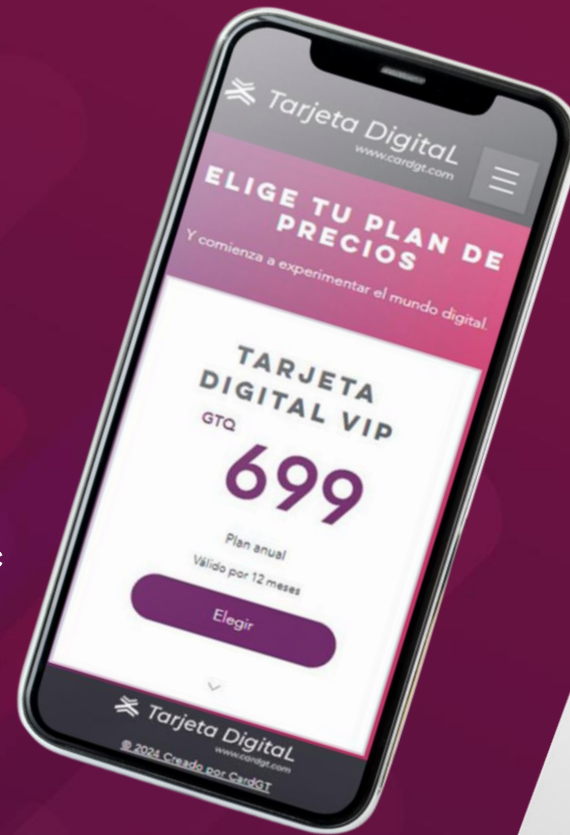 Tarjeta DigitaL
www.cardgt.com
ELIGE TU PLAN DE
PRECIOS
Y comienza a experimentar el mundo digital.
TARJETA
DIGITAL VIP
GTQ
699
Plan anual
Válido por 12 meses
Elegir
Tarjeta DigitaL
www.cardgt.com
© 2024 Creado por CardGT